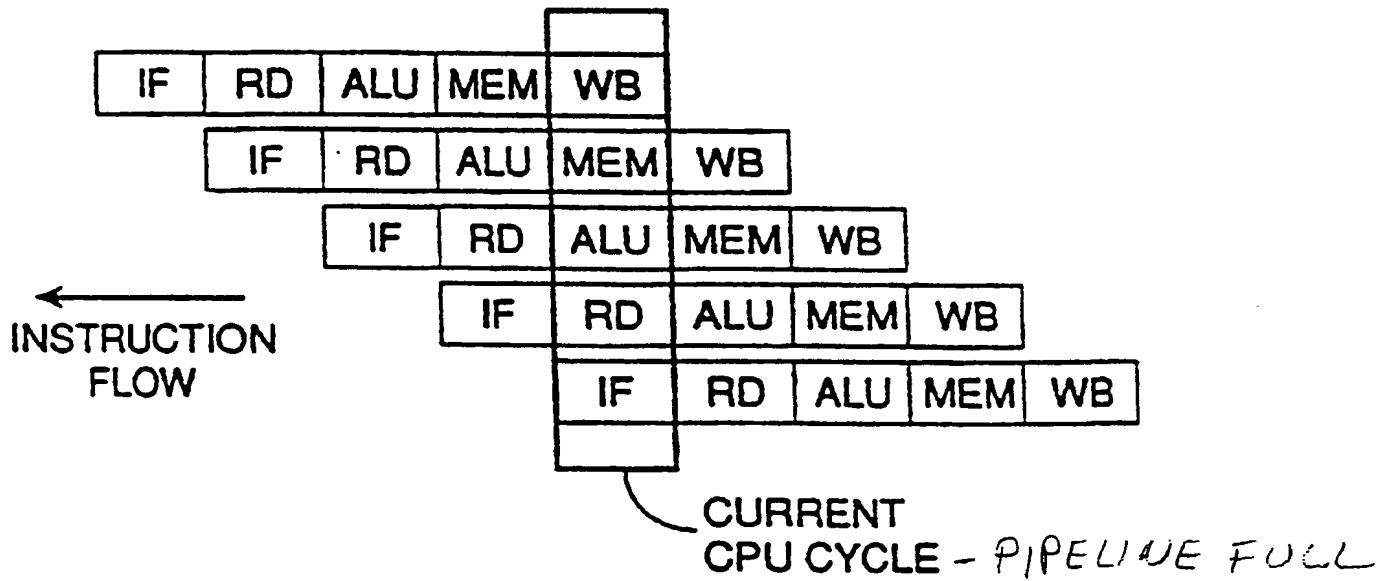 IF RD ALU MEM WB
IF RD ALU MEM WB
IF RD ALU MEM WB
IF RD ALU MEM WB
IF RD ALU MEM WB
INSTRUCTION
FLOW
CURRENT
CPU CYCLE - PIPELINE FULL